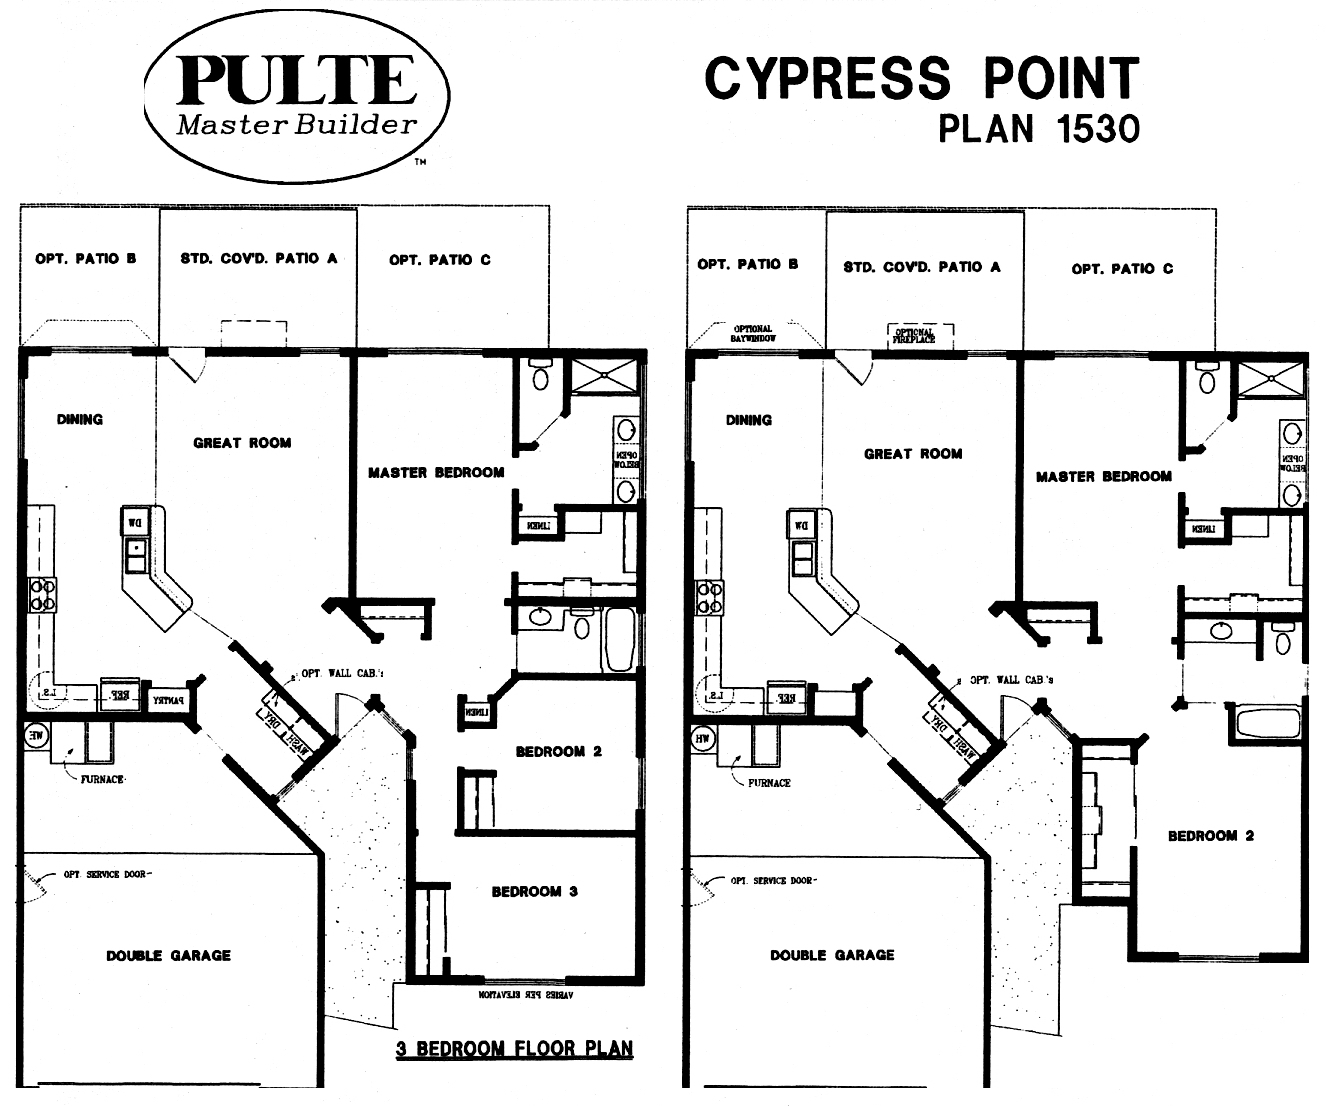 PULTE
Master Builder
TM
CYPRESS POINT
PLAN 1530
OPT. PATIO B
STD. COV'D. PATIO A
OPT. PATIO C
DINING
GREAT ROOM
MASTER BEDROOM
OPEN
BELOW
DW
LINEN
L.S.
REF
PANTRY
OPT. WALL CAB.'s
WASH
DRY
LINEN
WH
FURNACE
BEDROOM 2
OPT. SERVICE DOOR
BEDROOM 3
DOUBLE GARAGE
VARIES PER ELEVATION
3 BEDROOM FLOOR PLAN
OPT. PATIO B
STD. COV'D. PATIO A
OPT. PATIO C
OPTIONAL
BAYWINDOW
OPTIONAL
FIREPLACE
DINING
GREAT ROOM
MASTER BEDROOM
OPEN
BELOW
DW
LINEN
L.S.
REF
OPT. WALL CAB.'s
WASH
DRY
WH
FURNACE
BEDROOM 2
OPT. SERVICE DOOR
DOUBLE GARAGE